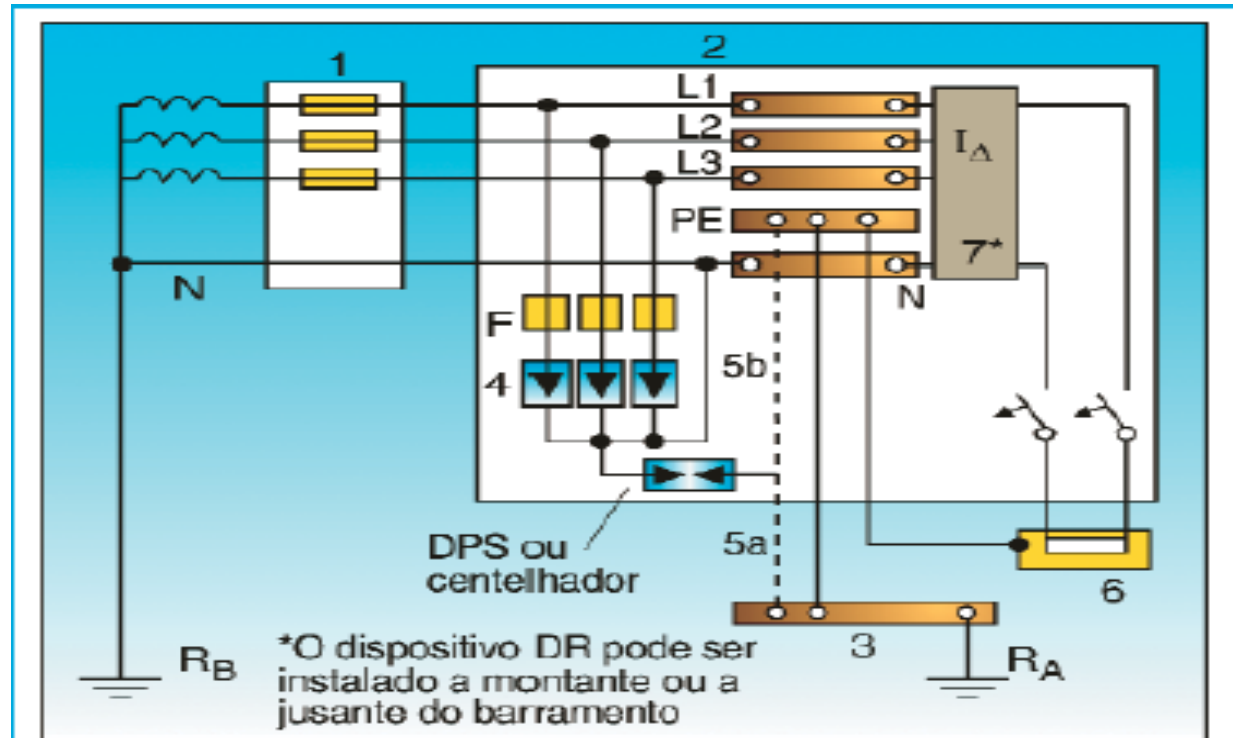 1
2
L1
L2
L3
I∆
PE
7*
N
N
F
4
5b
5a
DPS ou
centelhador
6
3
RB
RA
*O dispositivo DR pode ser
instalado a montante ou a
jusante do barramento